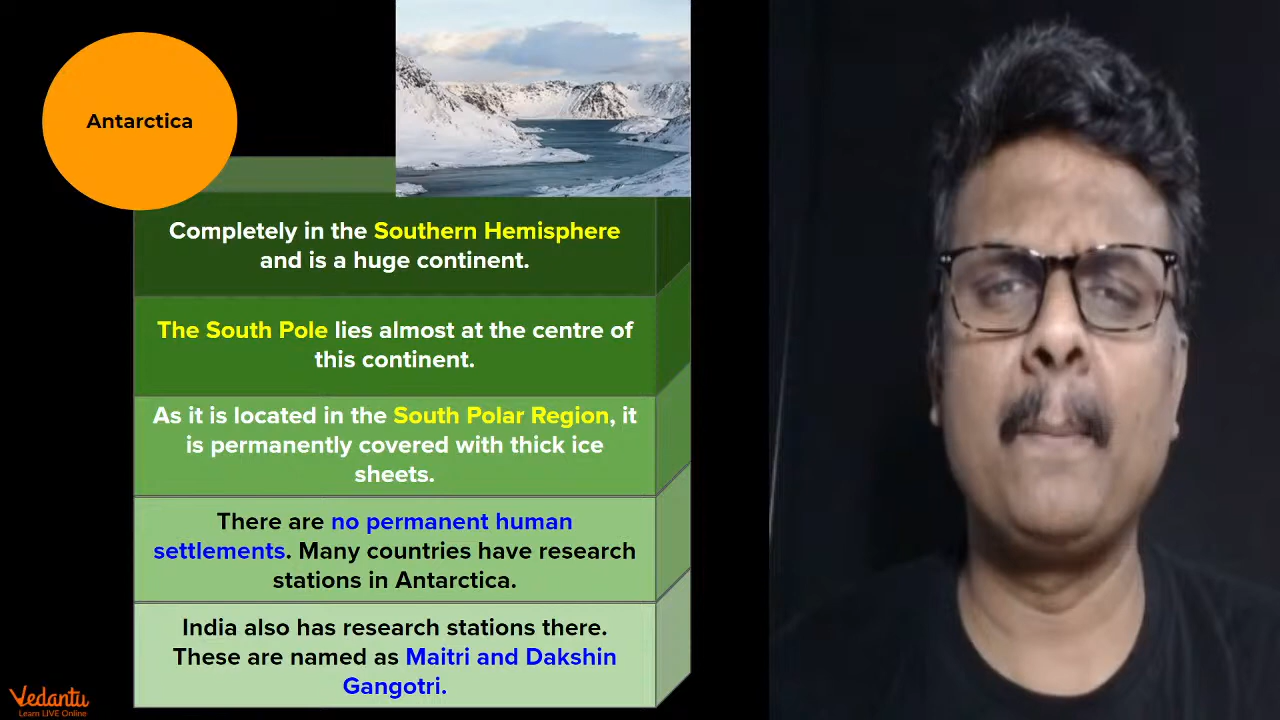 Antarctica
Completely in the Southern Hemisphere
and is a huge continent.
The South Pole lies almost at the centre of
this continent.
As it is located in the South Polar Region, it
is permanently covered with thick ice
sheets.
There are no permanent human
settlements. Many countries have research
stations in Antarctica.
India also has research stations there.
These are named as Maitri and Dakshin
Gangotri.
Vedantu
Learn LIVE Online